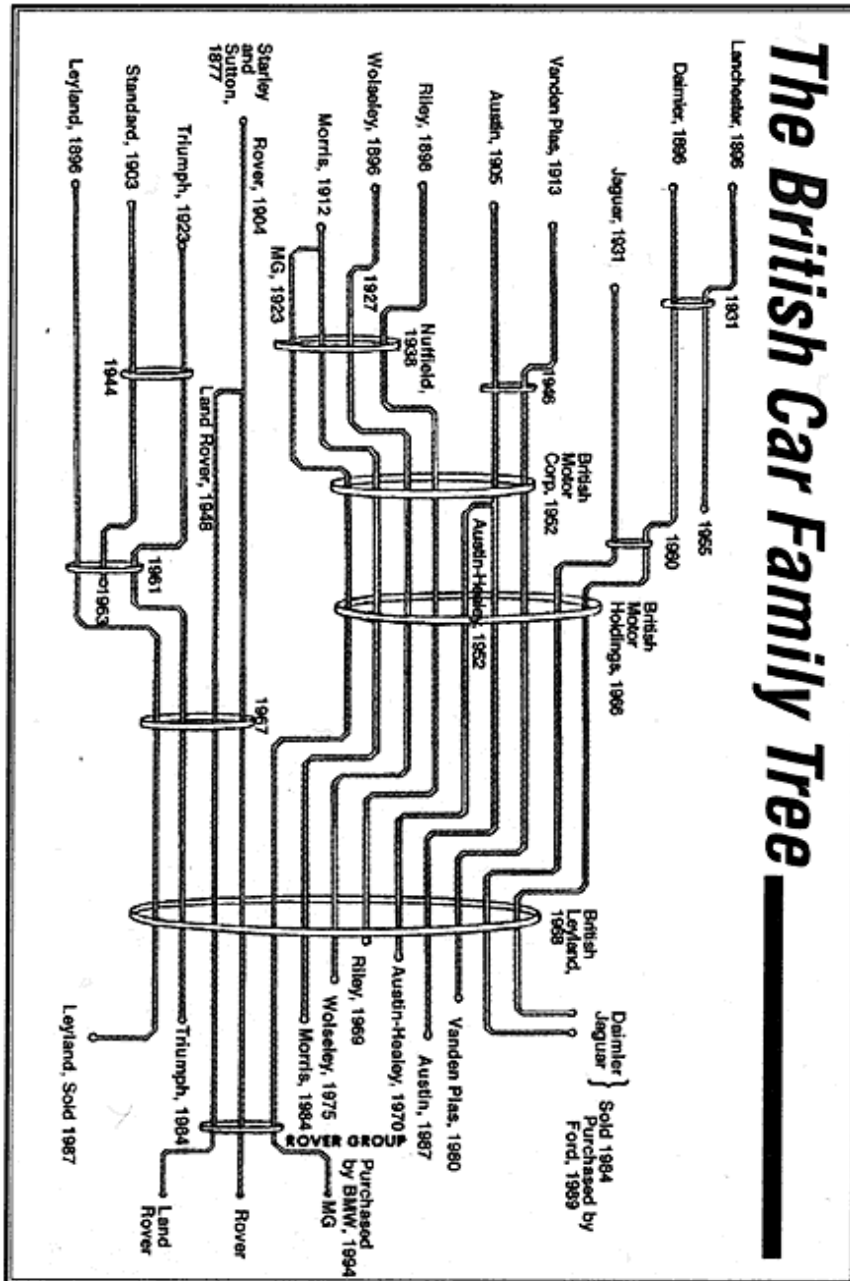 The British Car Family Tree
Lanchester, 1896
1931
1955
Daimler, 1896
1960
Jaguar, 1931
British
Motor
Holdings, 1966
Vanden Plas, 1913
1946
British
Motor
Corp, 1952
Austin, 1905
Austin-Healey, 1952
Riley, 1898
Nuffield,
1938
Wolseley, 1896
1927
Morris, 1912
MG, 1923
Starley
and
Sutton,
1877
Rover, 1904
Land Rover, 1948
1967
Triumph, 1923
1961
Standard, 1903
1944
1963
Leyland, 1896
British
Leyland,
1968
Daimler
Jaguar
Sold 1984
Purchased by
Ford, 1989
Vanden Plas, 1980
Austin, 1987
Austin-Healey, 1970
Riley, 1969
Wolseley, 1975
Morris, 1984
ROVER GROUP
Purchased
by BMW, 1994
MG
Rover
Land
Rover
Triumph, 1984
Leyland, Sold 1987